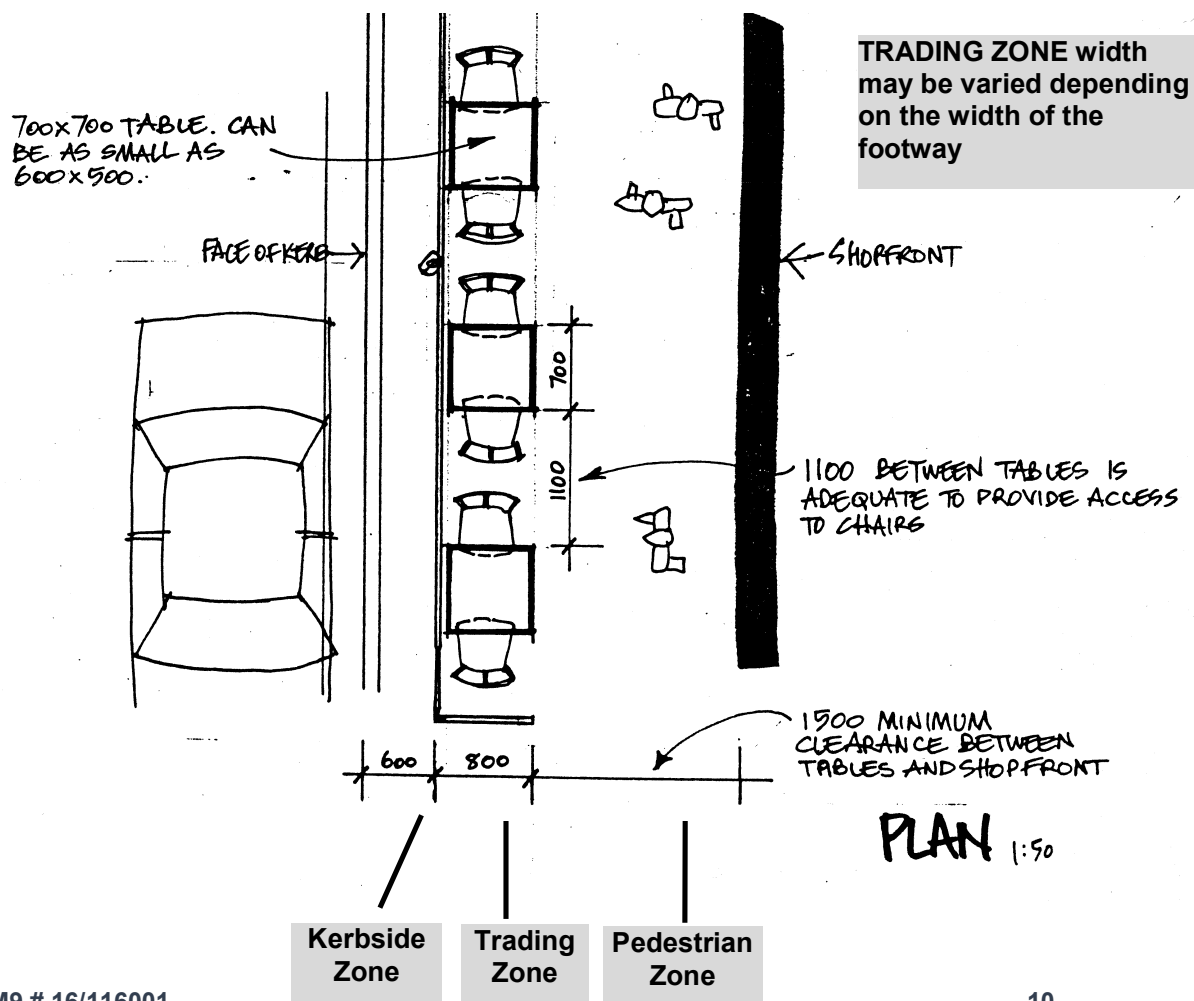 TRADING ZONE width
may be varied depending
on the width of the
footway
700x700 TABLE. CAN
BE AS SMALL AS
600x500.
FACE OF KERB
SHOPFRONT
700
1100
1100 BETWEEN TABLES IS
ADEQUATE TO PROVIDE ACCESS
TO CHAIRS
1500 MINIMUM
CLEARANCE BETWEEN
TABLES AND SHOPFRONT
600
800
PLAN 1:50
Kerbside
Zone
Trading
Zone
Pedestrian
Zone
# 16/116001
10